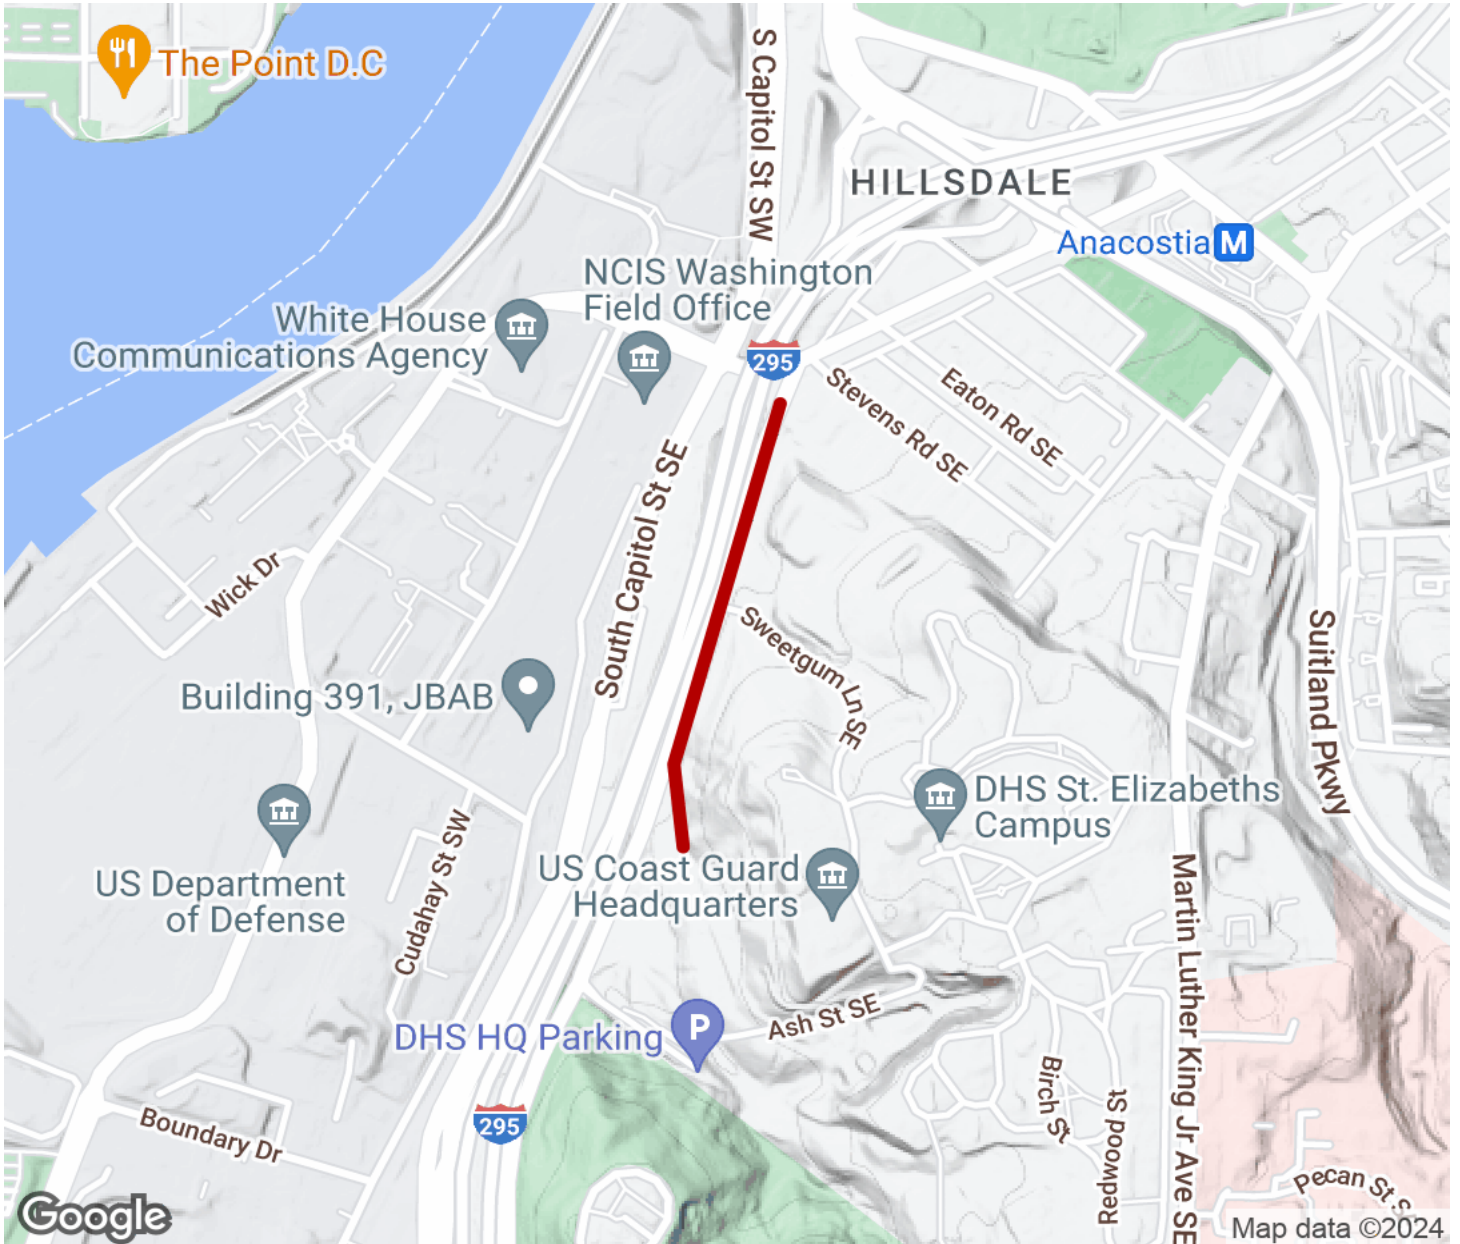 The Point D.C
S Capitol St SW
HILLSDALE
Anacostia M
NCIS Washington
Field Office
White House
Communications Agency
295
Stevens Rd SE
Eaton Rd SE
South Capitol St SE
Wick Dr
Sweetgum Ln SE
Suitland Pkwy
Building 391, JBAB
DHS St. Elizabeths
Campus
US Department
of Defense
Cudahay St SW
US Coast Guard
Headquarters
Martin Luther King Jr Ave SE
DHS HQ Parking P
Ash St SE
Birch St
Redwood St
295
Boundary Dr
Pecan St S
Google
Map data ©2024